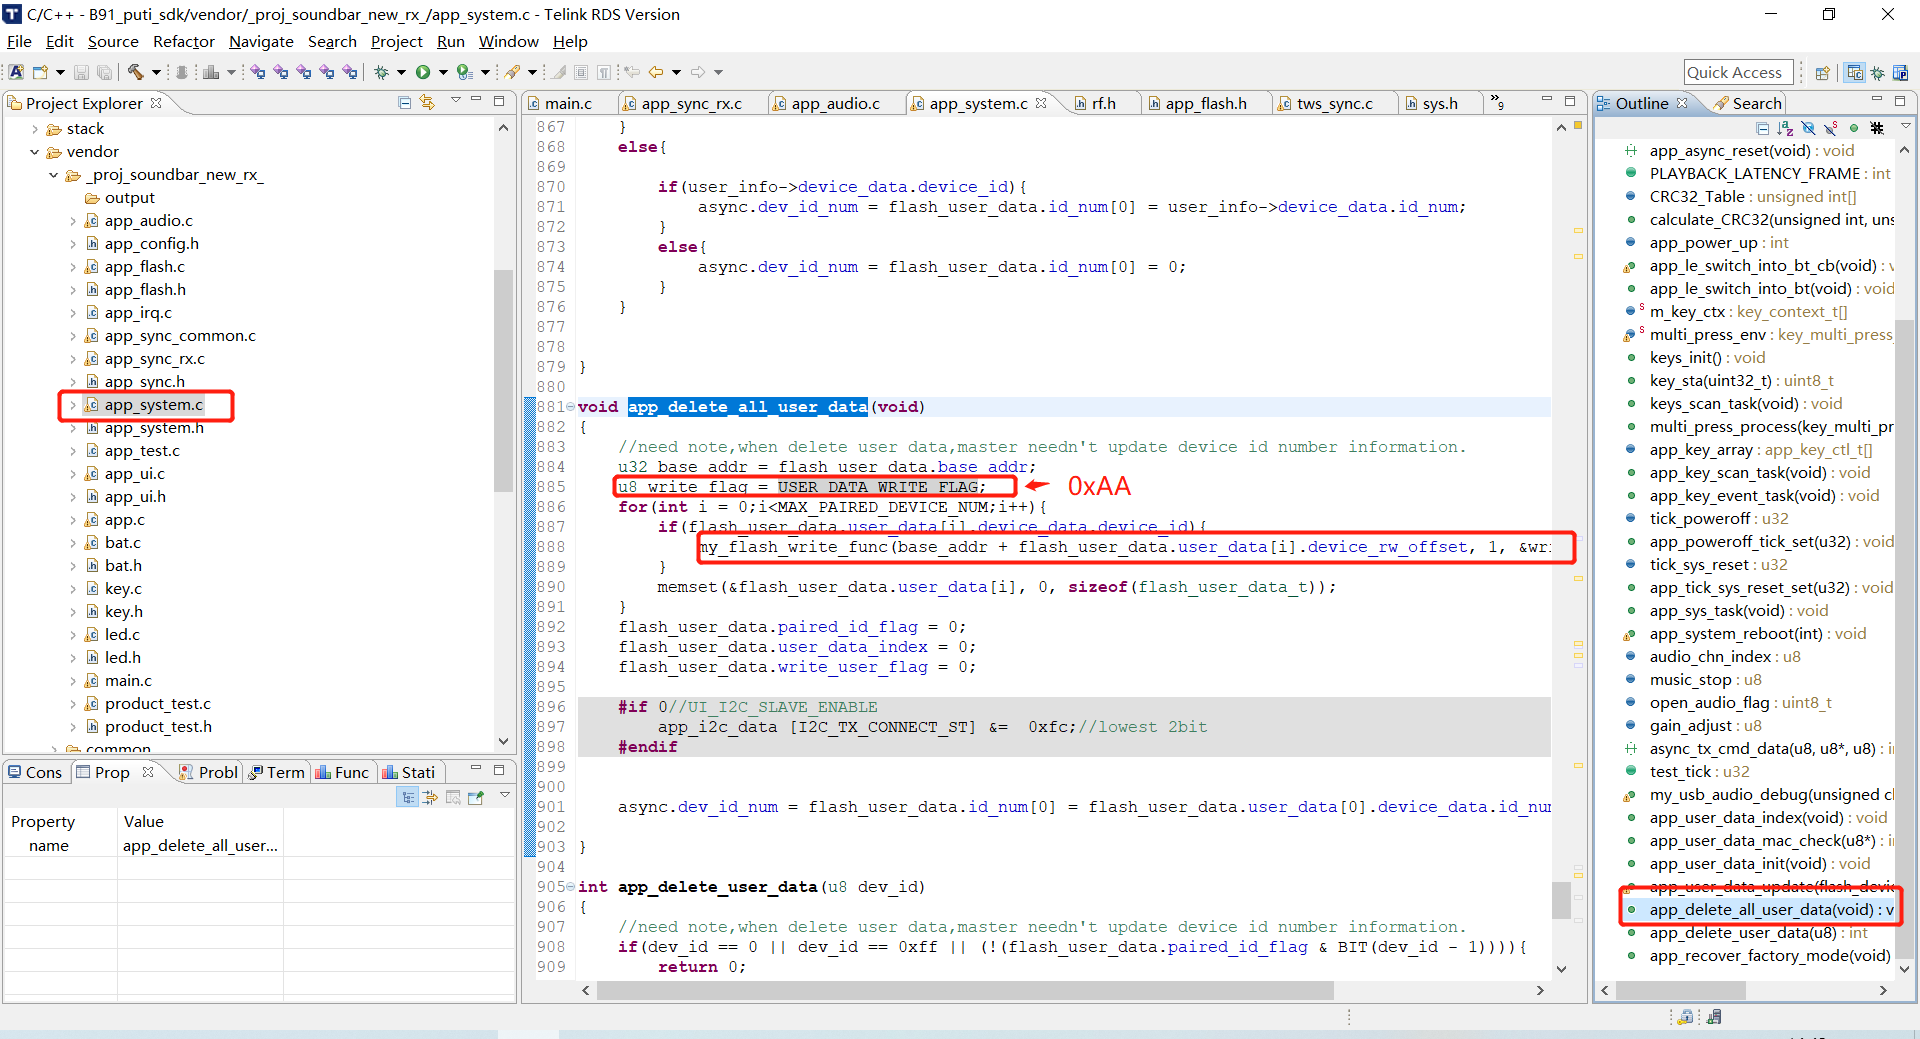 C/C++ - B91_puti_sdk/vendor/_proj_soundbar_new_rx_/app_system.c - Telink RDS Version
File Edit Source Refactor Navigate Search Project Run Window Help
Quick Access
Project Explorer
stack
vendor
_proj_soundbar_new_rx_
output
app_audio.c
app_config.h
app_flash.c
app_flash.h
app_irq.c
app_sync_common.c
app_sync_rx.c
app_sync.h
app_system.c
app_system.h
app_test.c
app_ui.c
app_ui.h
app.c
bat.c
bat.h
key.c
key.h
led.c
led.h
main.c
product_test.c
product_test.h
common
Cons Prop Probl Term Func Stati
Property Value
name app_delete_all_user...
main.c app_sync_rx.c app_audio.c app_system.c rf.h app_flash.h tws_sync.c sys.h »9
867 }
868 else{
869
870 if(user_info->device_data.device_id){
871 async.dev_id_num = flash_user_data.id_num[0] = user_info->device_data.id_num;
872 }
873 else{
874 async.dev_id_num = flash_user_data.id_num[0] = 0;
875 }
876 }
877
878
879 }
880
881 void app_delete_all_user_data(void)
882 {
883 //need note,when delete user data,master needn't update device id number information.
884 u32 base_addr = flash_user_data.base_addr;
885 u8 write_flag = USER_DATA_WRITE_FLAG; 0xAA
886 for(int i = 0;i<MAX_PAIRED_DEVICE_NUM;i++){
887 if(flash_user_data.user_data[i].device_data.device_id){
888 my_flash_write_func(base_addr + flash_user_data.user_data[i].device_rw_offset, 1, &wri
889 }
890 memset(&flash_user_data.user_data[i], 0, sizeof(flash_user_data_t));
891 }
892 flash_user_data.paired_id_flag = 0;
893 flash_user_data.user_data_index = 0;
894 flash_user_data.write_user_flag = 0;
895
896 #if 0//UI_I2C_SLAVE_ENABLE
897 app_i2c_data [I2C_TX_CONNECT_ST] &= 0xfc;//lowest 2bit
898 #endif
899
900
901 async.dev_id_num = flash_user_data.id_num[0] = flash_user_data.user_data[0].device_data.id_nu
902
903 }
904
905 int app_delete_user_data(u8 dev_id)
906 {
907 //need note,when delete user data,master needn't update device id number information.
908 if(dev_id == 0 || dev_id == 0xff || (!(flash_user_data.paired_id_flag & BIT(dev_id - 1)))){
909 return 0;
Outline Search
app_async_reset(void) : void
PLAYBACK_LATENCY_FRAME : int
CRC32_Table : unsigned int[]
calculate_CRC32(unsigned int, uns
app_power_up : int
app_le_switch_into_bt_cb(void) : v
app_le_switch_into_bt(void) : void
m_key_ctx : key_context_t[]
multi_press_env : key_multi_press_
keys_init() : void
key_sta(uint32_t) : uint8_t
keys_scan_task(void) : void
multi_press_process(key_multi_pr
app_key_array : app_key_ctl_t[]
app_key_scan_task(void) : void
app_key_event_task(void) : void
tick_poweroff : u32
app_poweroff_tick_set(u32) : void
tick_sys_reset : u32
app_tick_sys_reset_set(u32) : void
app_sys_task(void) : void
app_system_reboot(int) : void
audio_chn_index : u8
music_stop : u8
open_audio_flag : uint8_t
gain_adjust : u8
async_tx_cmd_data(u8, u8*, u8) : in
test_tick : u32
my_usb_audio_debug(unsigned cl
app_user_data_index(void) : void
app_user_data_mac_check(u8*) : in
app_user_data_init(void) : void
app_user_data_update(flash_devic
app_delete_all_user_data(void) : v
app_delete_user_data(u8) : int
app_recover_factory_mode(void)